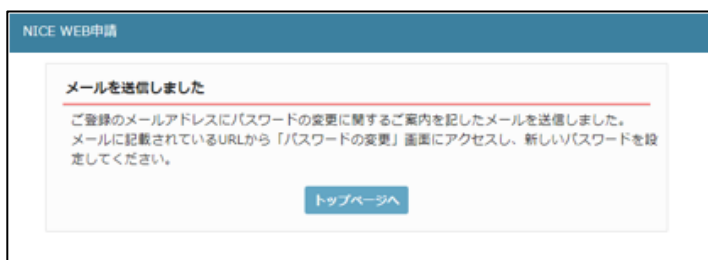 NICE WEB申請
メールを送信しました
ご登録のメールアドレスにパスワードの変更に関するご案内を記したメールを送信しました。
メールに記載されているURLから「パスワードの変更」画面にアクセスし、新しいパスワードを設
定してください。
トップページへ